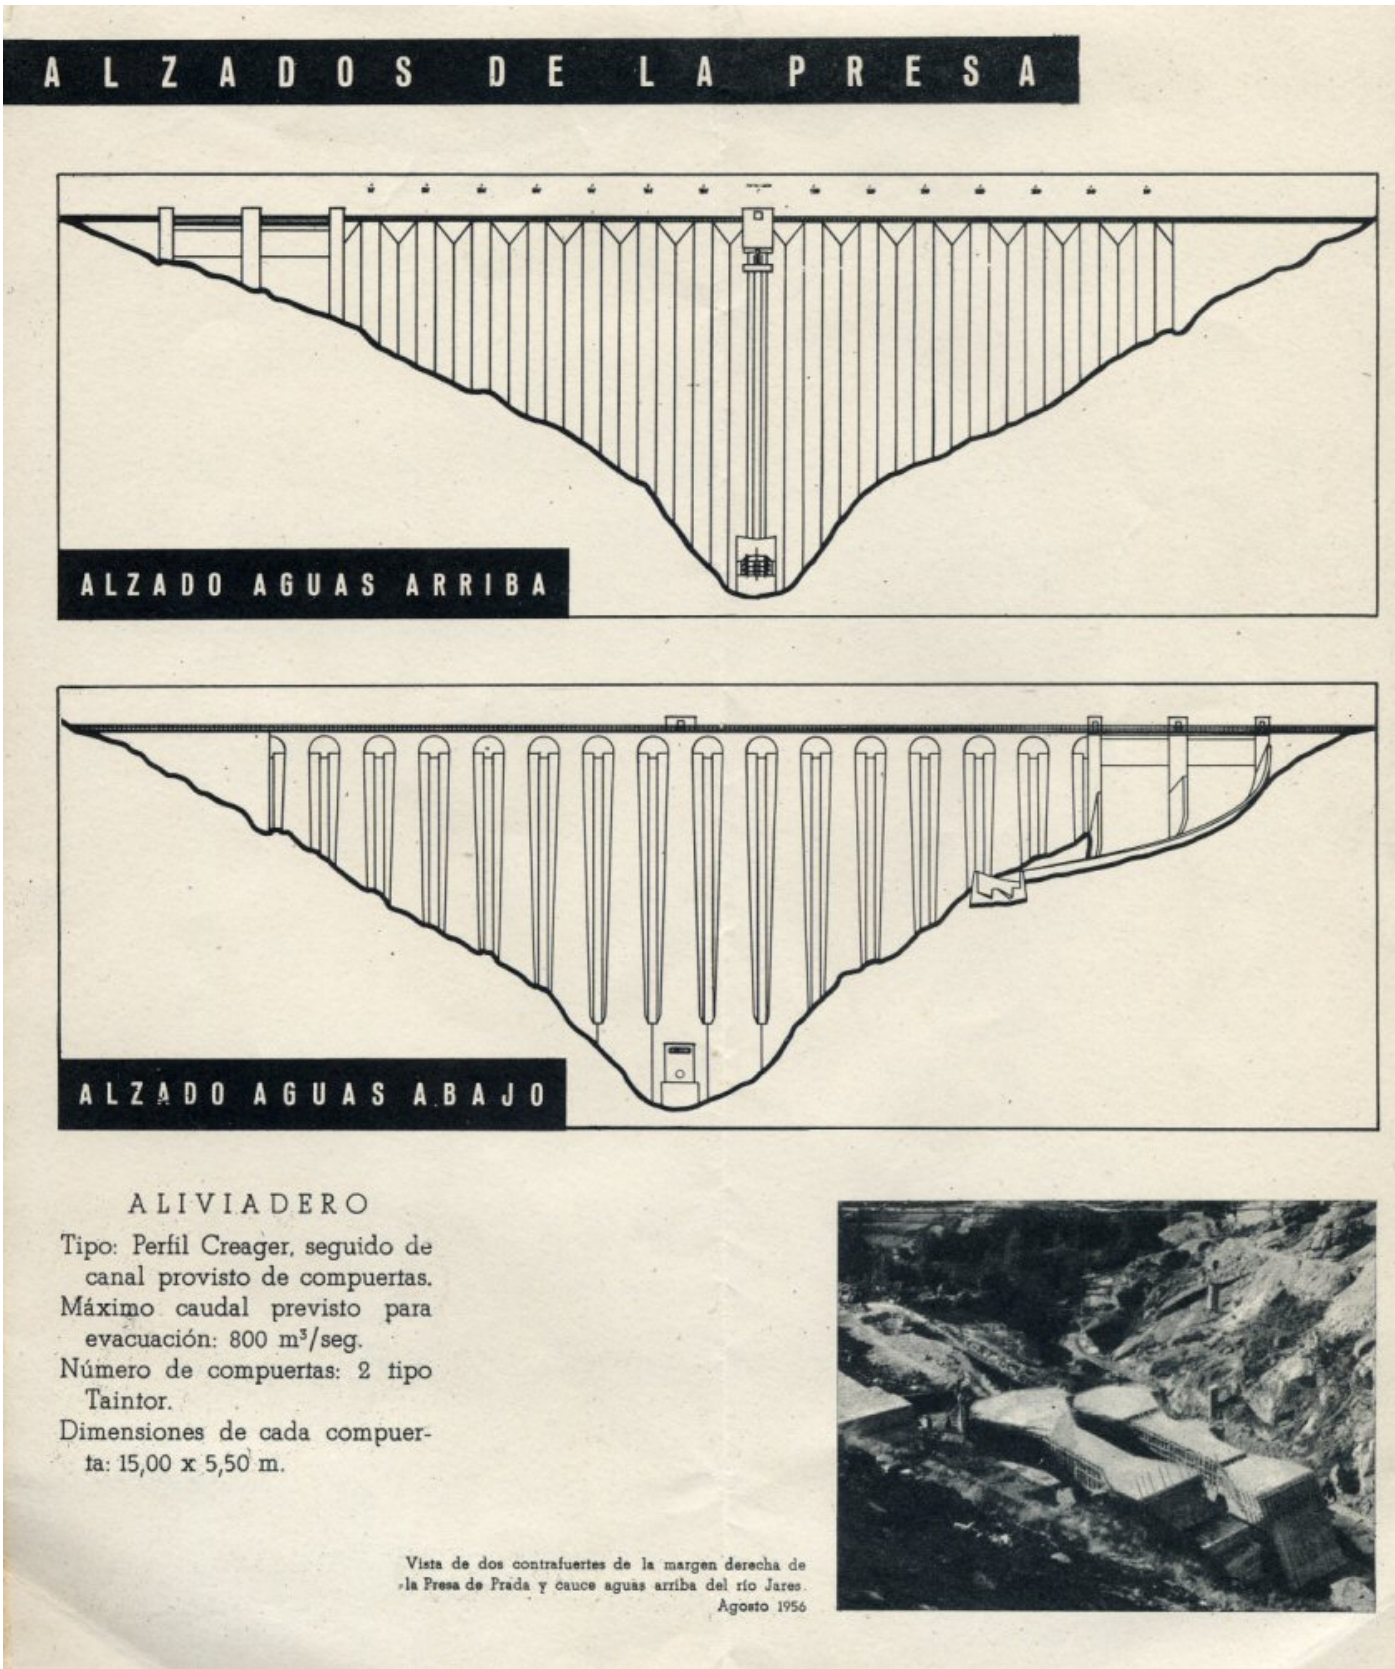 ALZADOS DE LA PRESA
ALZADO AGUAS ARRIBA
ALZADO AGUAS ABAJO
ALIVIADERO
Tipo: Perfil Creager, seguido de
canal provisto de compuertas.
Máximo caudal previsto para
evacuación: 800 m³/seg.
Número de compuertas: 2 tipo
Taintor.
Dimensiones de cada compuer-
ta: 15,00 x 5,50 m.
Vista de dos contrafuertes de la margen derecha de
la Presa de Prada y cauce aguas arriba del río Jares.
Agosto 1956